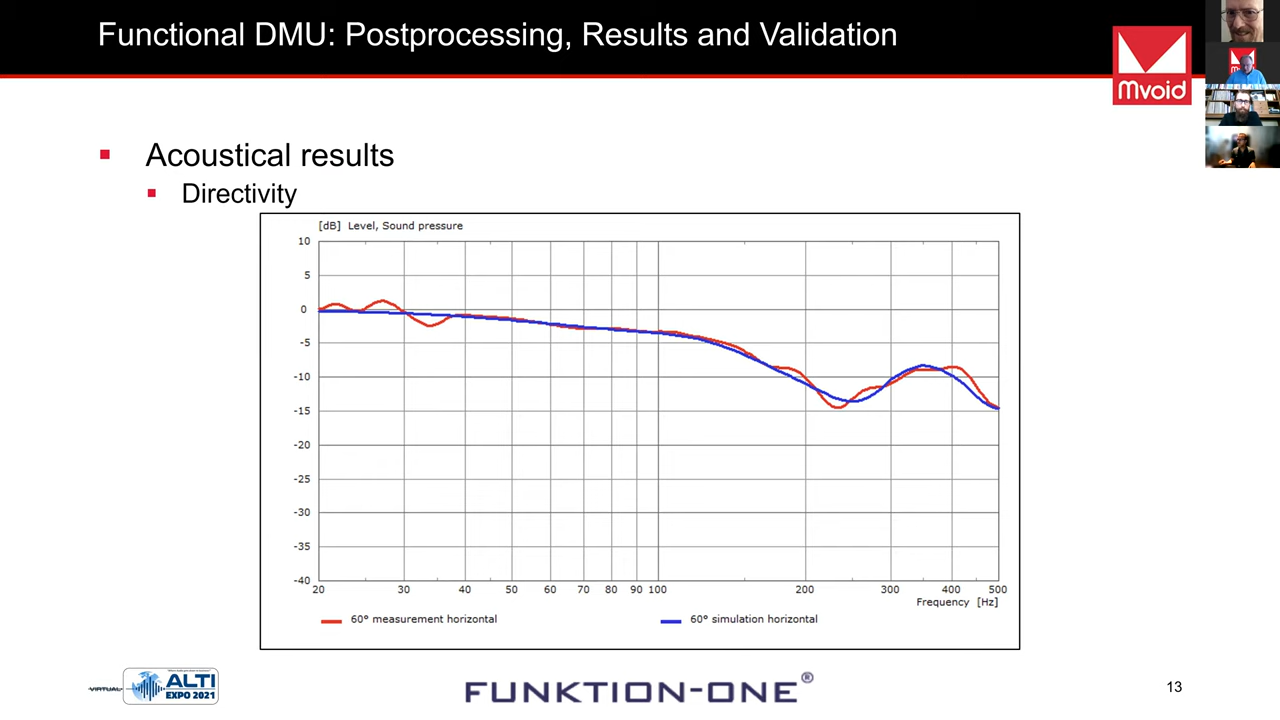 Functional DMU: Postprocessing, Results and Validation
Mvoid
Acoustical results
Directivity
[dB] Level, Sound pressure
10
5
0
-5
-10
-15
-20
-25
-30
-35
-40
20 30 40 50 60 70 80 90 100 200 300 400 500
Frequency [Hz]
60° measurement horizontal 60° simulation horizontal
VIRTUAL
ALTI
EXPO 2021
FUNKTION-ONE®
13